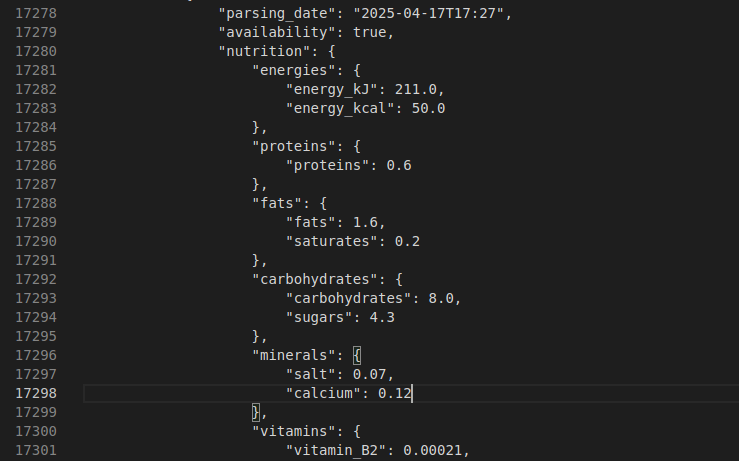 17278 "parsing_date": "2025-04-17T17:27",
17279 "availability": true,
17280 "nutrition": {
17281 "energies": {
17282 "energy_kJ": 211.0,
17283 "energy_kcal": 50.0
17284 },
17285 "proteins": {
17286 "proteins": 0.6
17287 },
17288 "fats": {
17289 "fats": 1.6,
17290 "saturates": 0.2
17291 },
17292 "carbohydrates": {
17293 "carbohydrates": 8.0,
17294 "sugars": 4.3
17295 },
17296 "minerals": {
17297 "salt": 0.07,
17298 "calcium": 0.12
17299 },
17300 "vitamins": {
17301 "vitamin_B2": 0.00021,